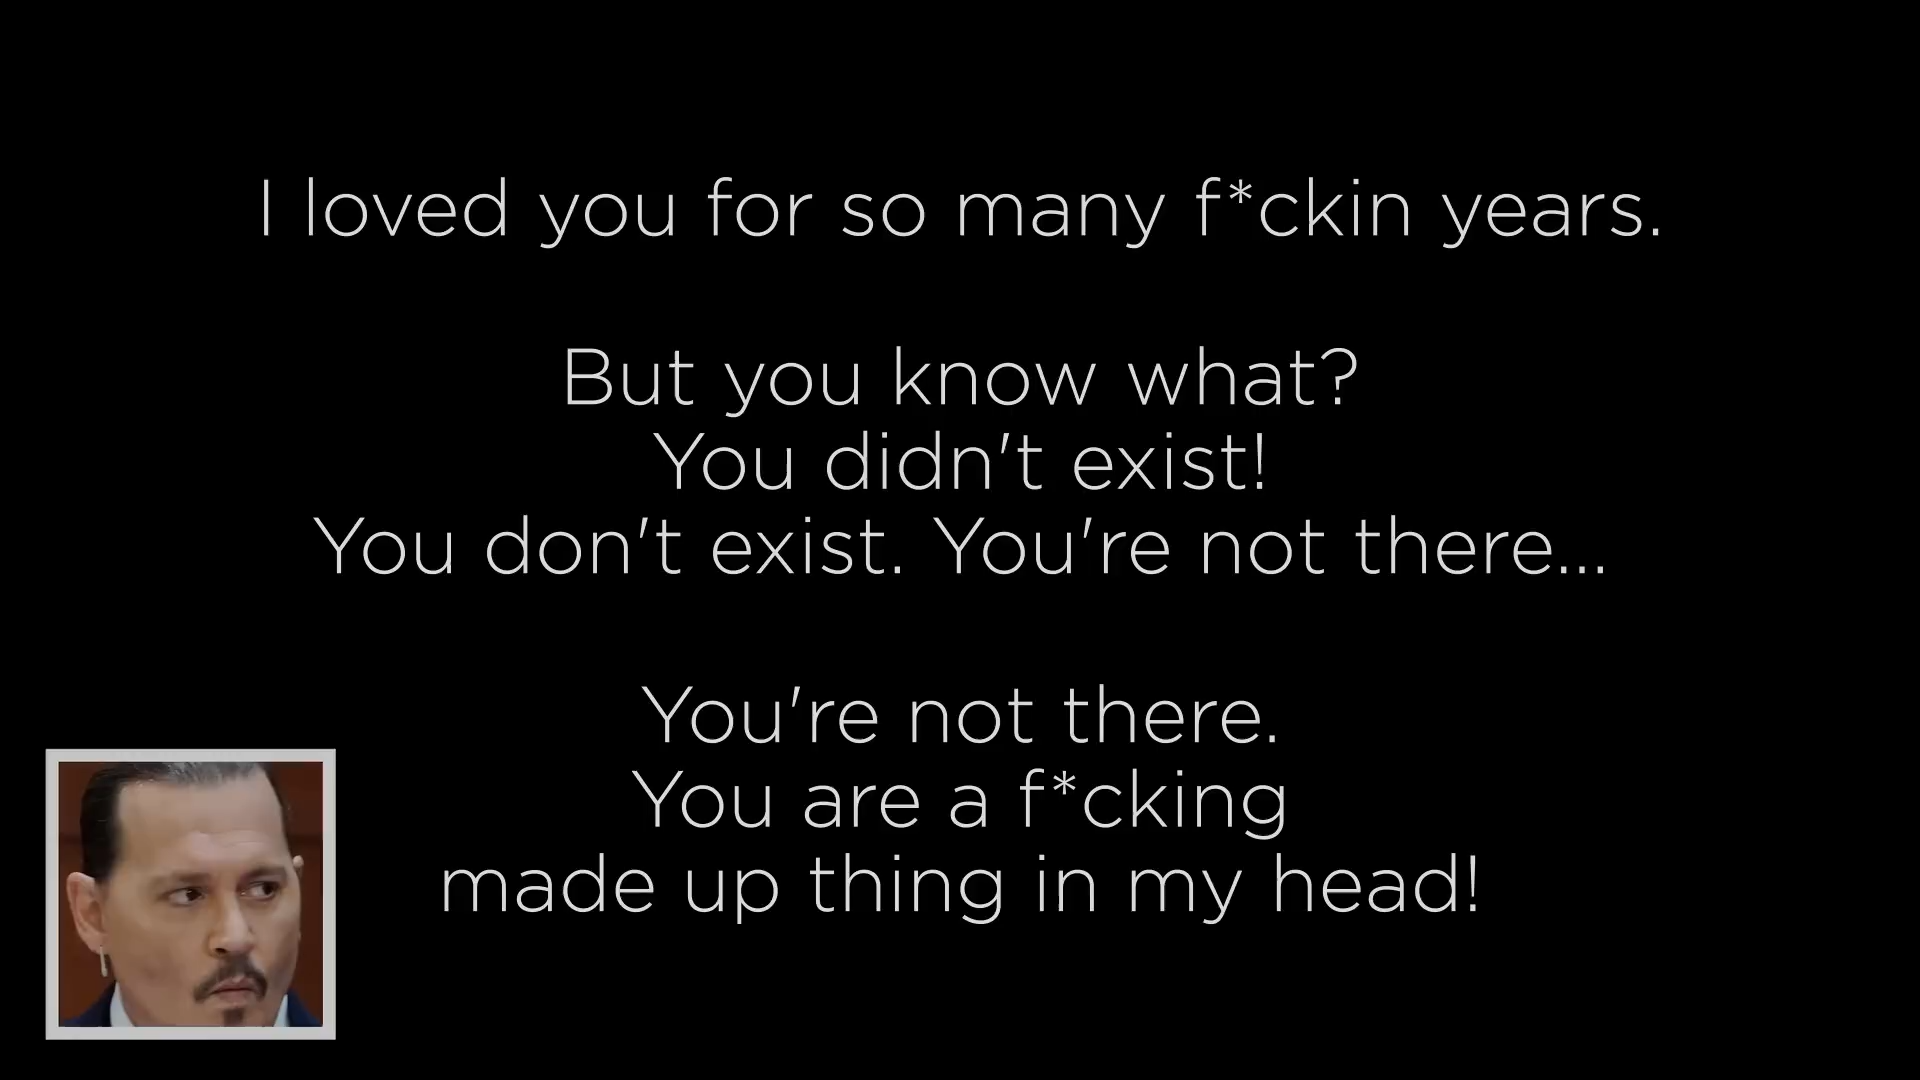 I loved you for so many f*ckin years.
But you know what?
You didn't exist!
You don't exist. You're not there...
You're not there.
You are a f*cking
made up thing in my head!